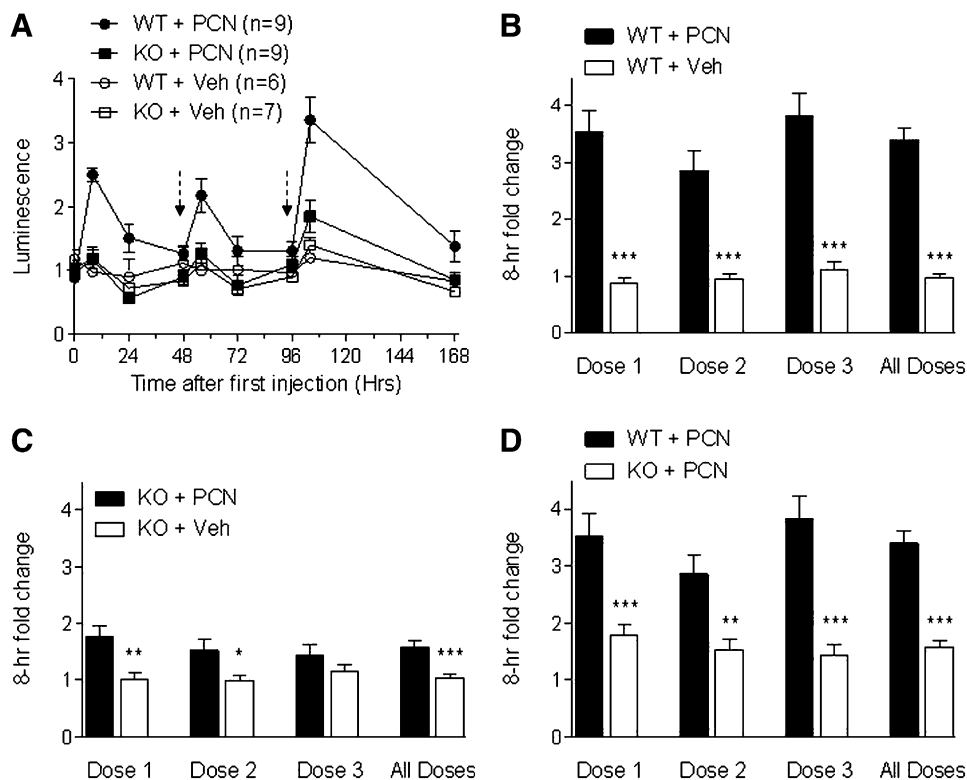 A
WT + PCN (n=9)
KO + PCN (n=9)
WT + Veh (n=6)
KO + Veh (n=7)
Luminescence
4
3
2
1
0
0 24 48 72 96 120 144 168
Time after first injection (Hrs)
B
WT + PCN
WT + Veh
8-hr fold change
4
3
2
1
0
*** *** *** ***
Dose 1 Dose 2 Dose 3 All Doses
C
KO + PCN
KO + Veh
8-hr fold change
4
3
2
1
0
** * ***
Dose 1 Dose 2 Dose 3 All Doses
D
WT + PCN
KO + PCN
8-hr fold change
4
3
2
1
0
*** ** *** ***
Dose 1 Dose 2 Dose 3 All Doses